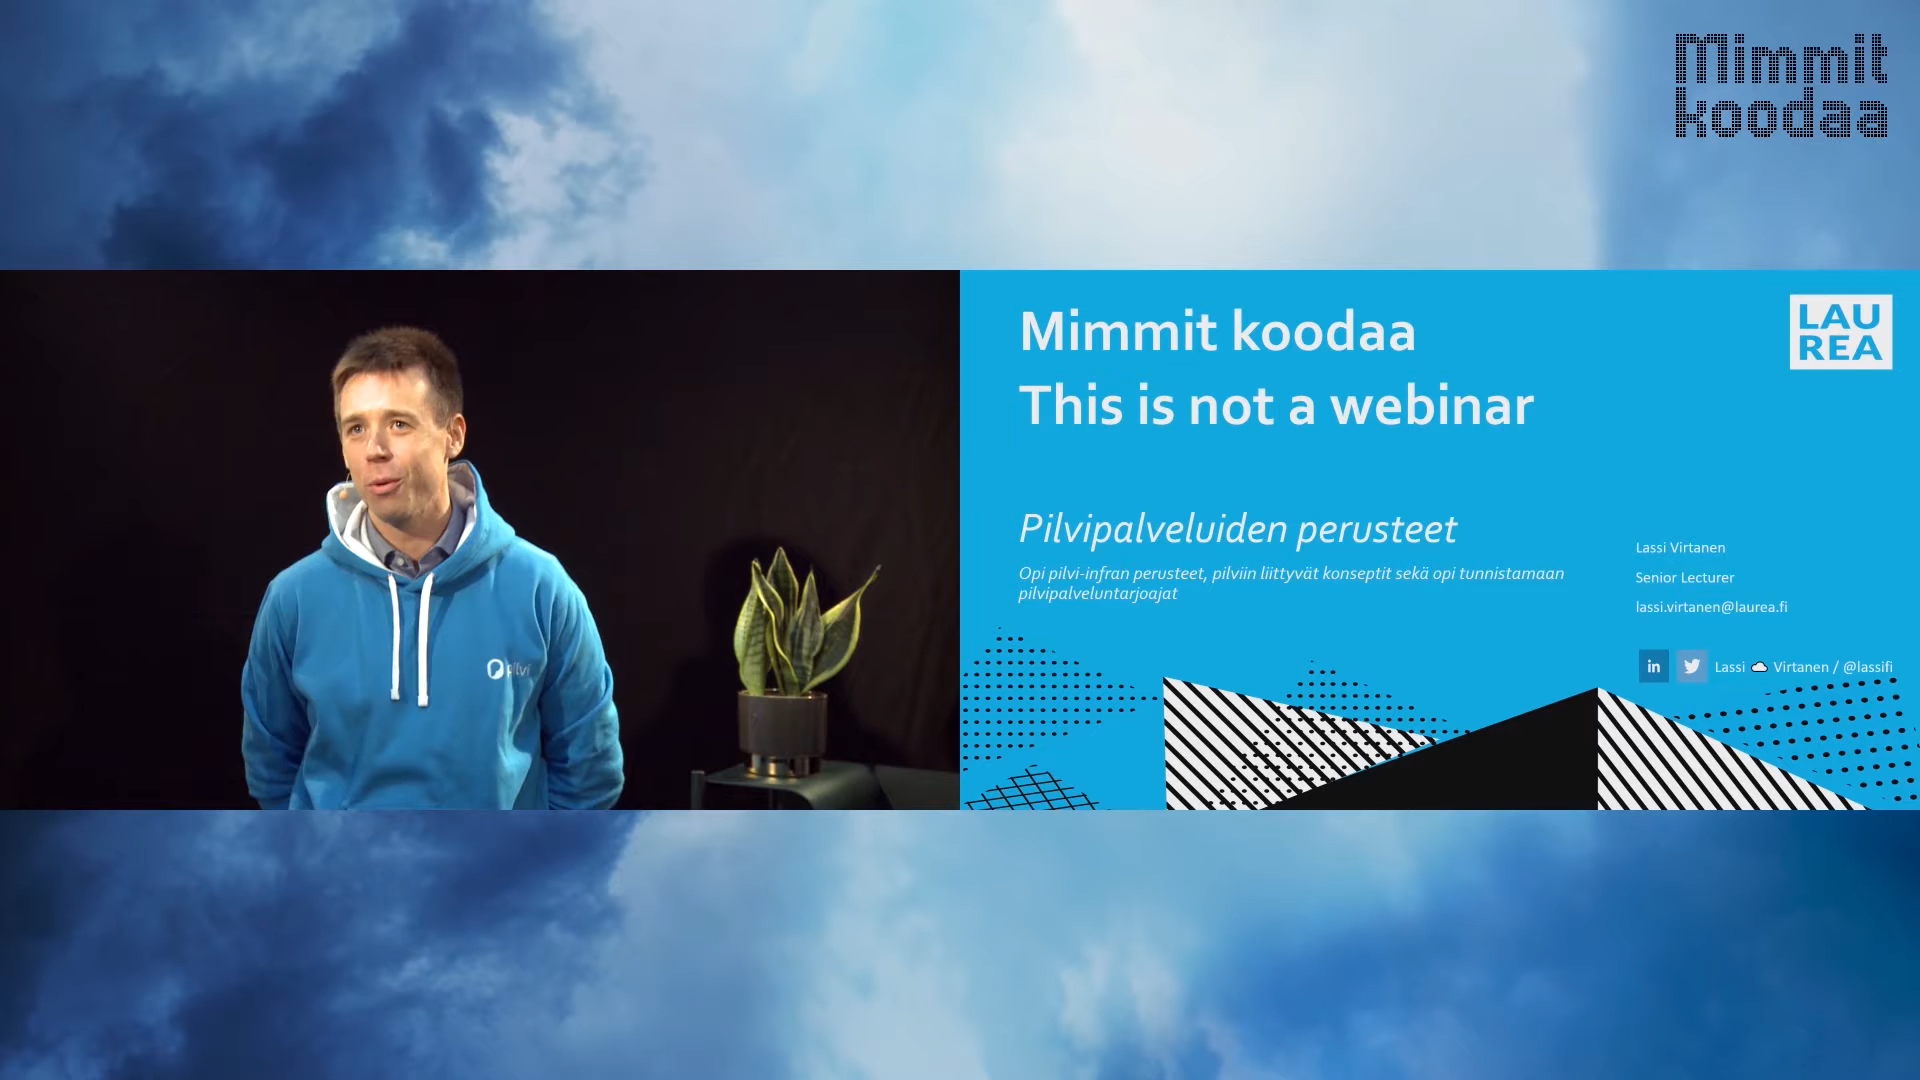 Mimmit
koodaa
Mimmit koodaa
This is not a webinar
LAU
REA
Pilvipalveluiden perusteet
Opi pilvi-infran perusteet, pilviin liittyvät konseptit sekä opi tunnistamaan
pilvipalveluntarjoajat
Lassi Virtanen
Senior Lecturer
lassi.virtanen@laurea.fi
in Lassi ☁ Virtanen / @lassifi
pilvi